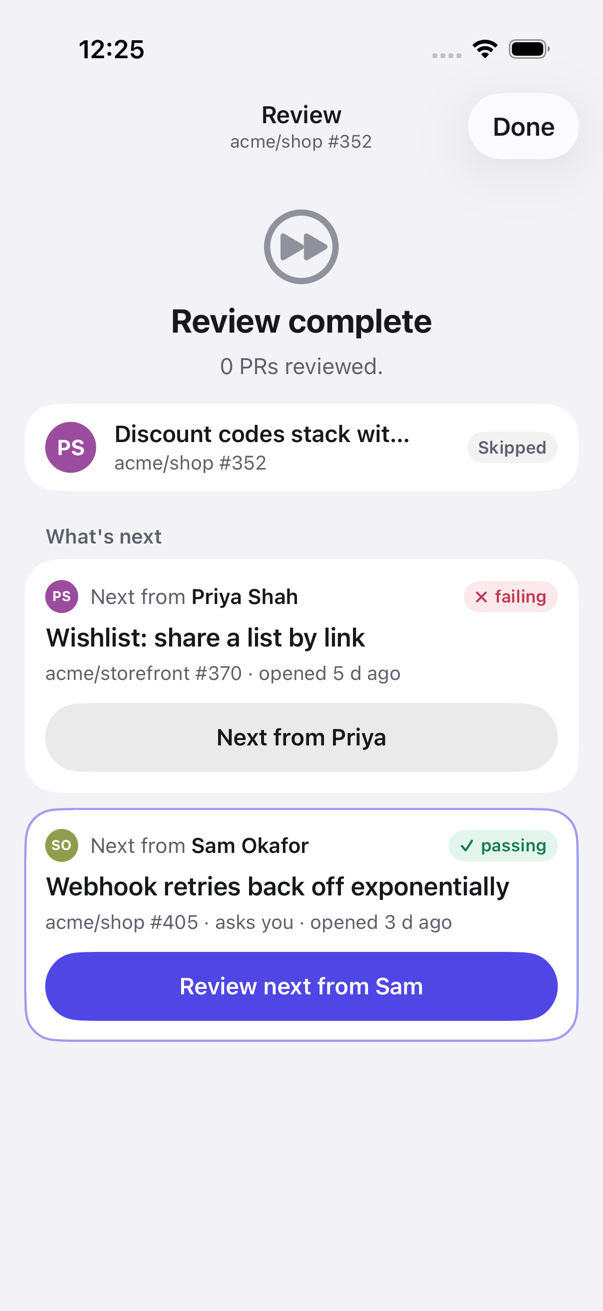 12:25
Review
acme/shop #352
Done
Review complete
0 PRs reviewed.
PS
Discount codes stack wit...
acme/shop #352
Skipped
What's next
PS
Next from Priya Shah
failing
Wishlist: share a list by link
acme/storefront #370 · opened 5 d ago
Next from Priya
SO
Next from Sam Okafor
passing
Webhook retries back off exponentially
acme/shop #405 · asks you · opened 3 d ago
Review next from Sam